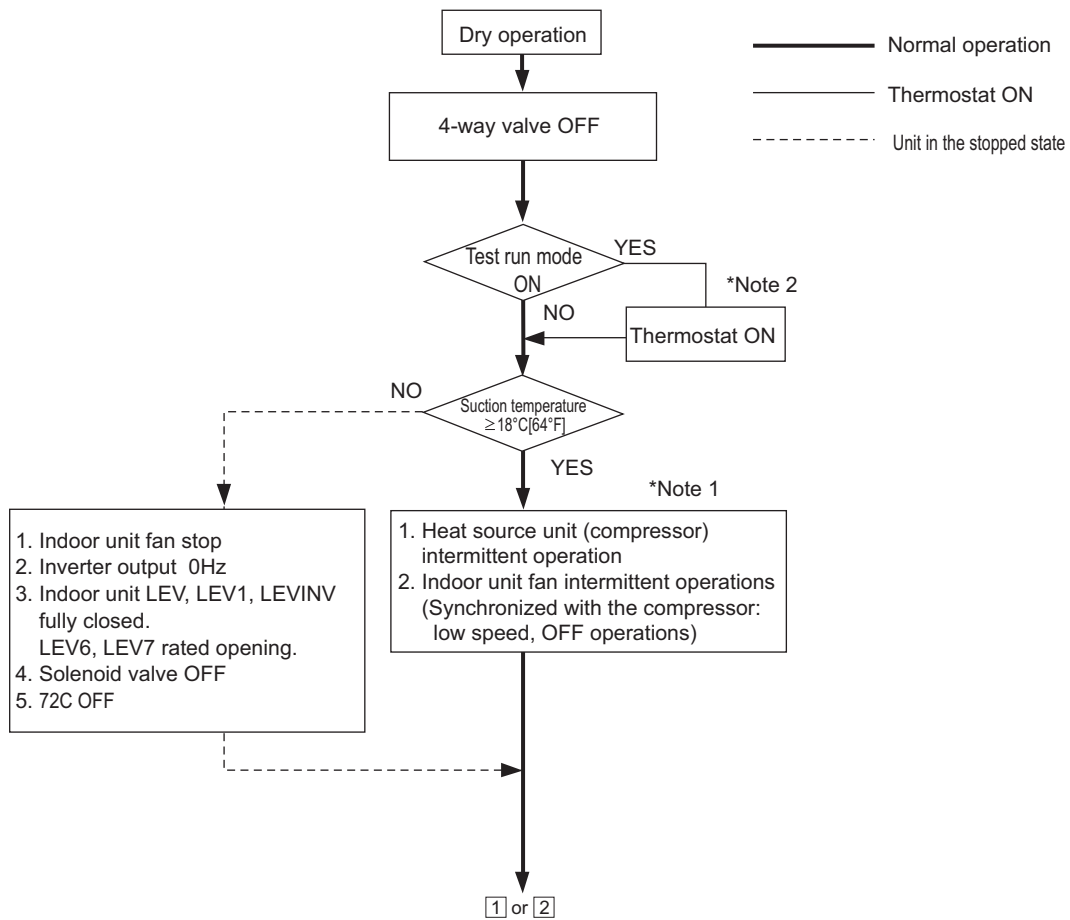 Dry operation
Normal operation
Thermostat ON
Unit in the stopped state
4-way valve OFF
Test run mode
ON
YES
*Note 2
NO
Thermostat ON
NO
Suction temperature
≥18°C[64°F]
YES
*Note 1
1. Indoor unit fan stop
2. Inverter output 0Hz
3. Indoor unit LEV, LEV1, LEVINV
fully closed.
LEV6, LEV7 rated opening.
4. Solenoid valve OFF
5. 72C OFF
1. Heat source unit (compressor)
intermittent operation
2. Indoor unit fan intermittent operations
(Synchronized with the compressor:
low speed, OFF operations)
1 or 2